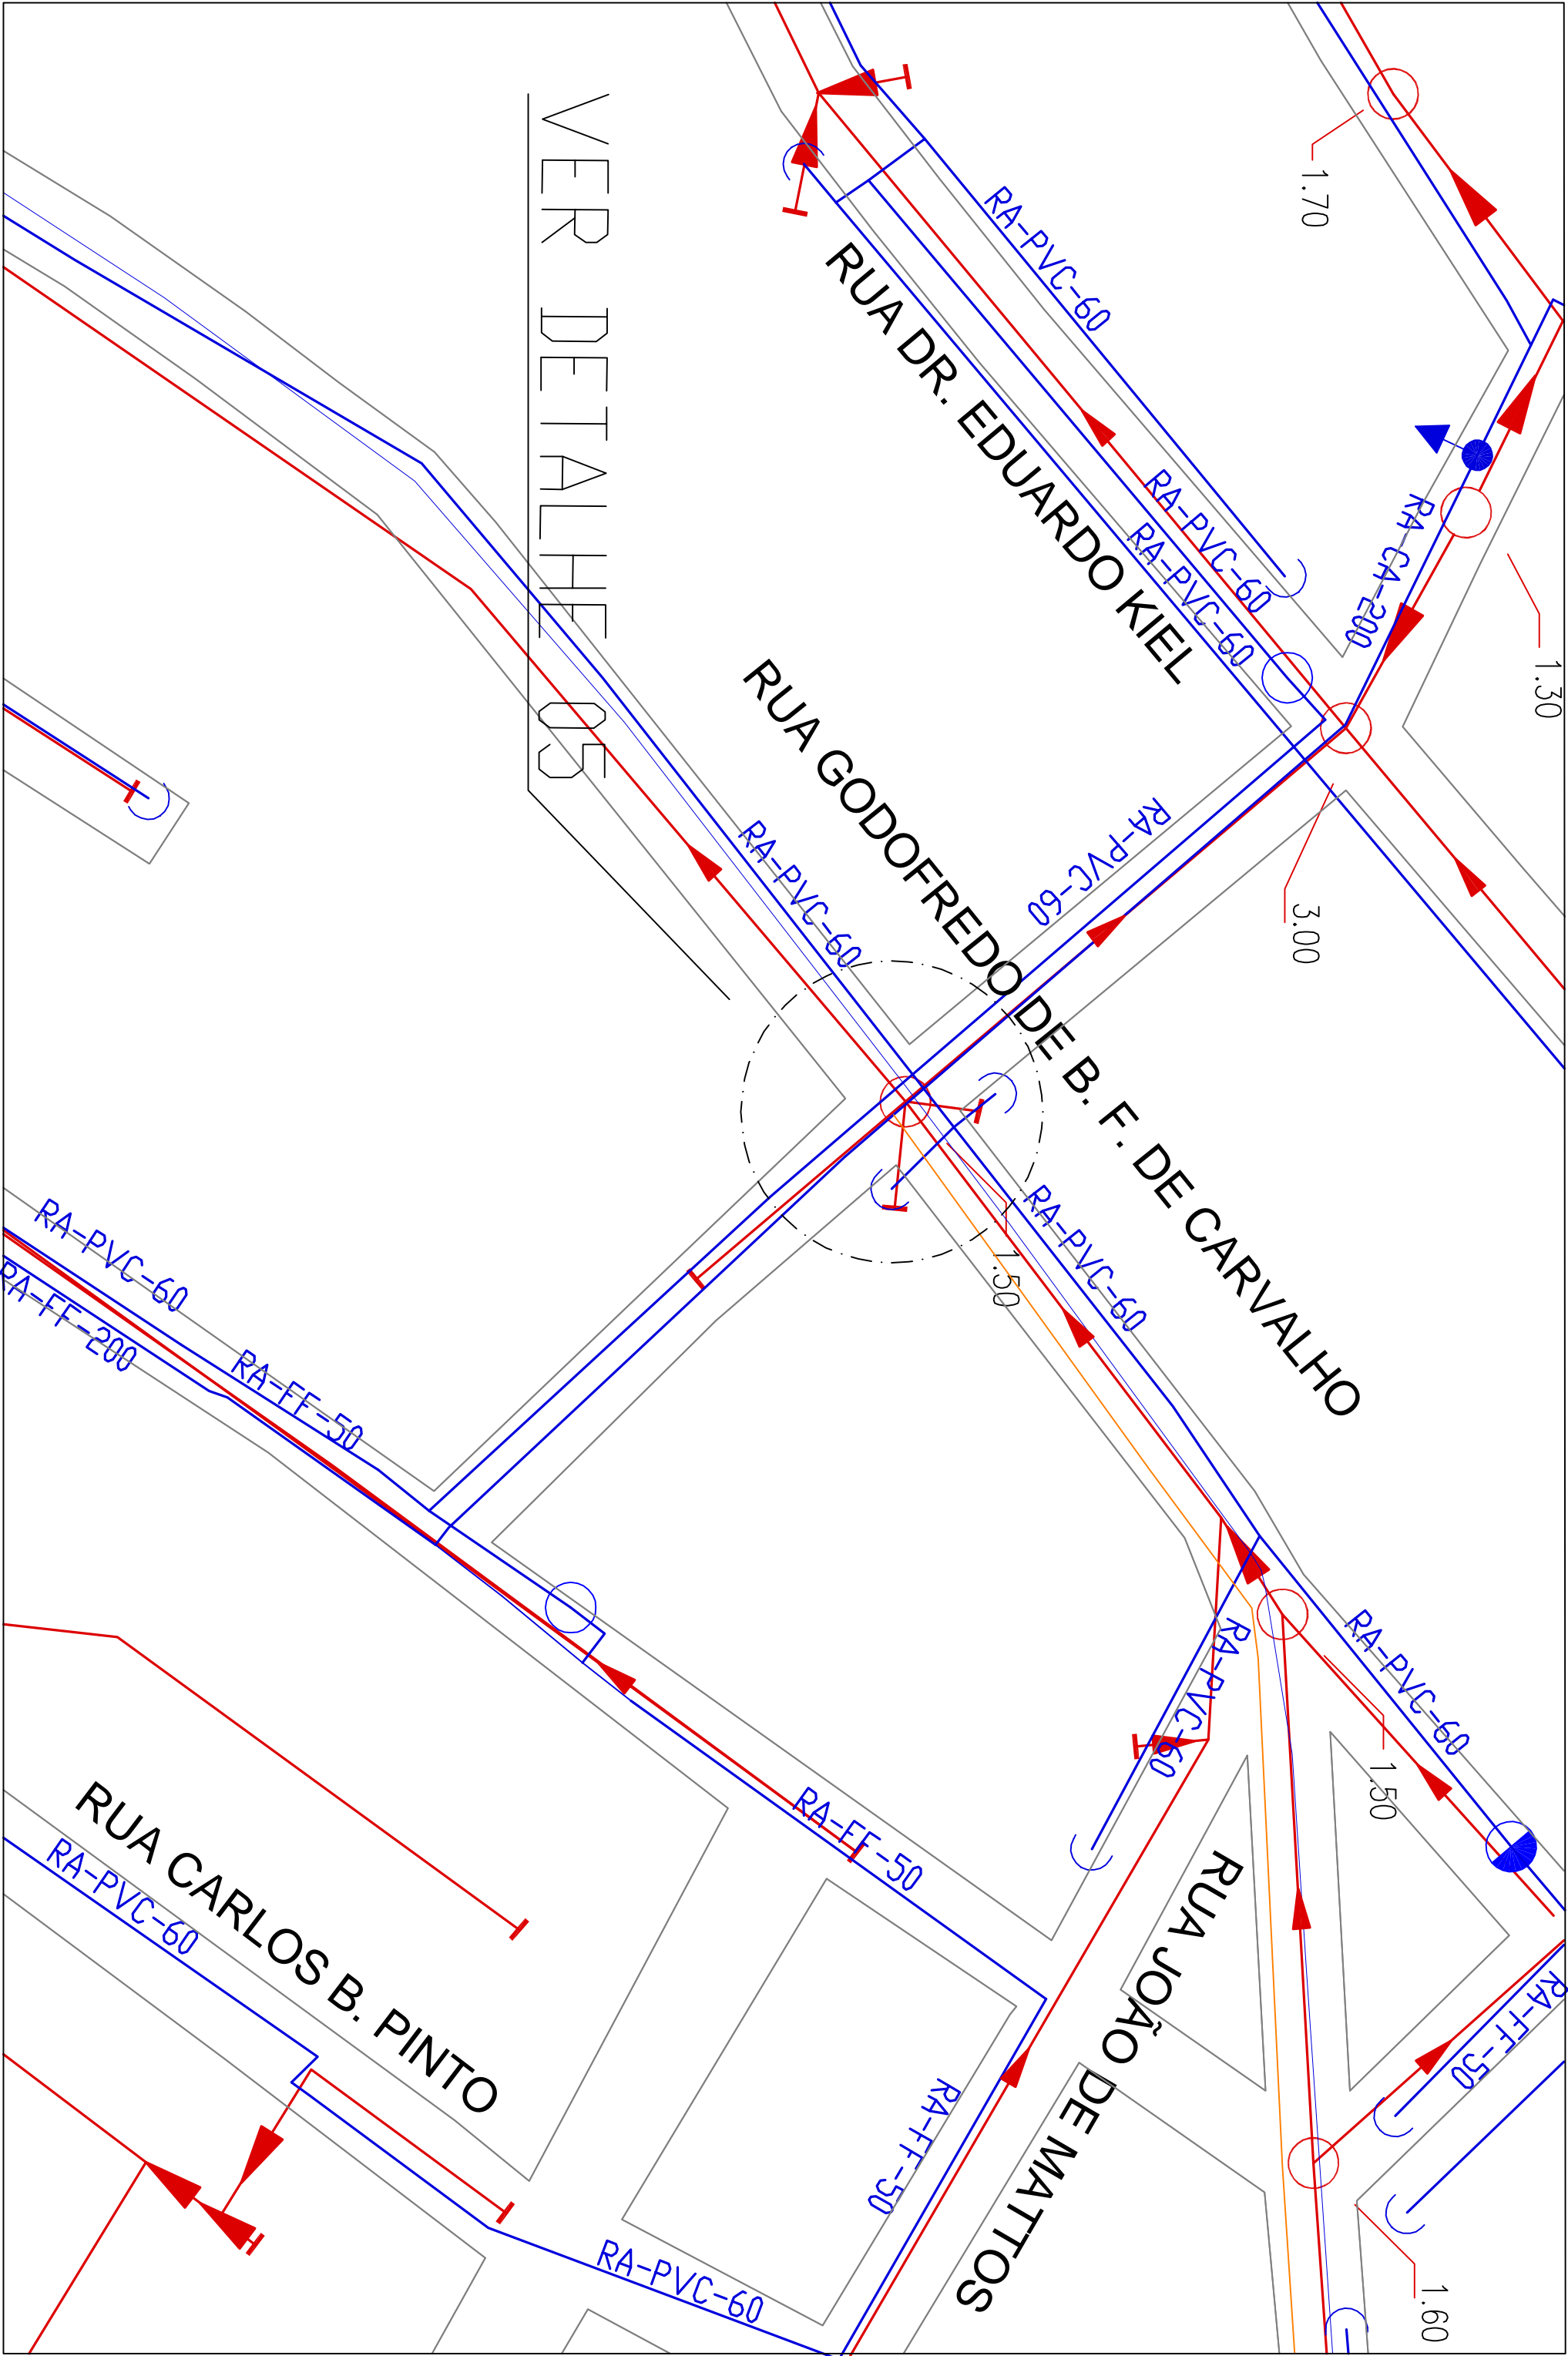 1.70
RA-PVC-60
RUA DR. EDUARDO KIEL
VER DETALHE 05
RA-PVC-60
RA-PVC-60
RA CA-200
1.30
RUA GODOFREDO DE B. F. DE CARVALHO
RA-PVC-60
RA-PVC-60
3.00
RA-PVC-60
1.50
RA-PVC-60
RA-FF-200
RA-FF-50
RA-PVC-60
RA-PVC-60
1.50
RA-FF-50
RUA CARLOS B. PINTO
RA-PVC-60
RUA JOÃO DE MATTOS
RA-FF-50
RA-FF-50
RA-PVC-60
1.60